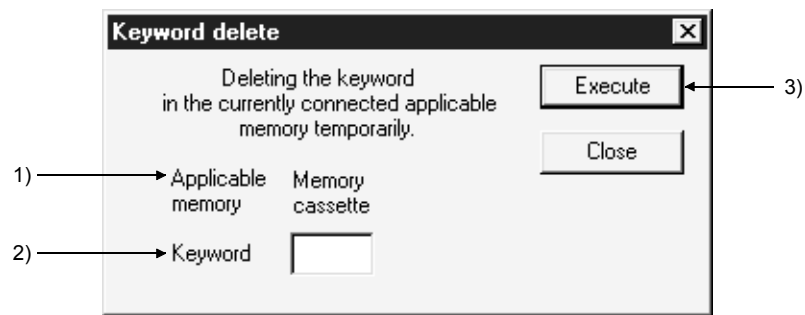 Keyword delete
Deleting the keyword
in the currently connected applicable
memory temporarily.
Execute
3)
Close
1)
Applicable
memory
Memory
cassette
2)
Keyword